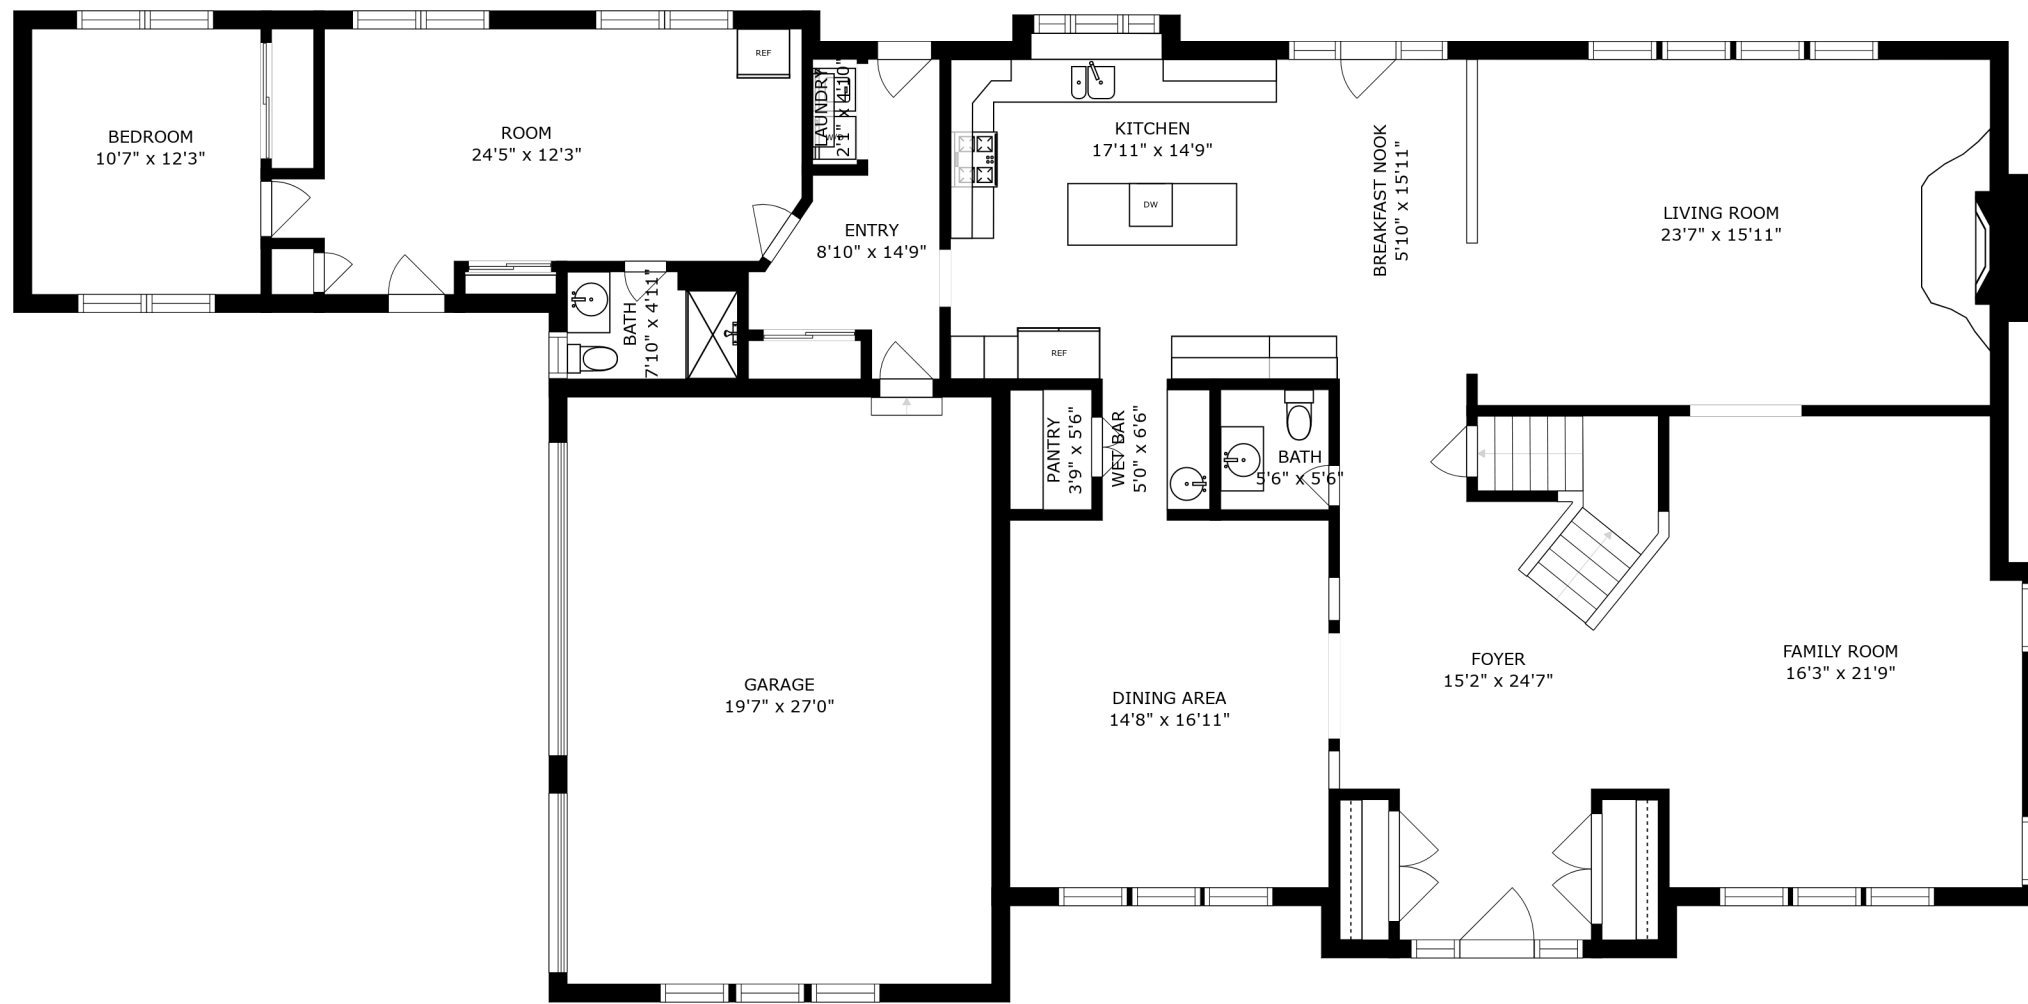 REF
BEDROOM
10'7" x 12'3"
ROOM
24'5" x 12'3"
LAUNDRY
2'1" x 4'10"
KITCHEN
17'11" x 14'9"
BREAKFAST NOOK
5'10" x 15'11"
DW
LIVING ROOM
23'7" x 15'11"
ENTRY
8'10" x 14'9"
BATH
7'10" x 4'11"
REF
PANTRY
3'9" x 5'6"
WET BAR
5'0" x 6'6"
BATH
5'6" x 5'6"
GARAGE
19'7" x 27'0"
DINING AREA
14'8" x 16'11"
FOYER
15'2" x 24'7"
FAMILY ROOM
16'3" x 21'9"